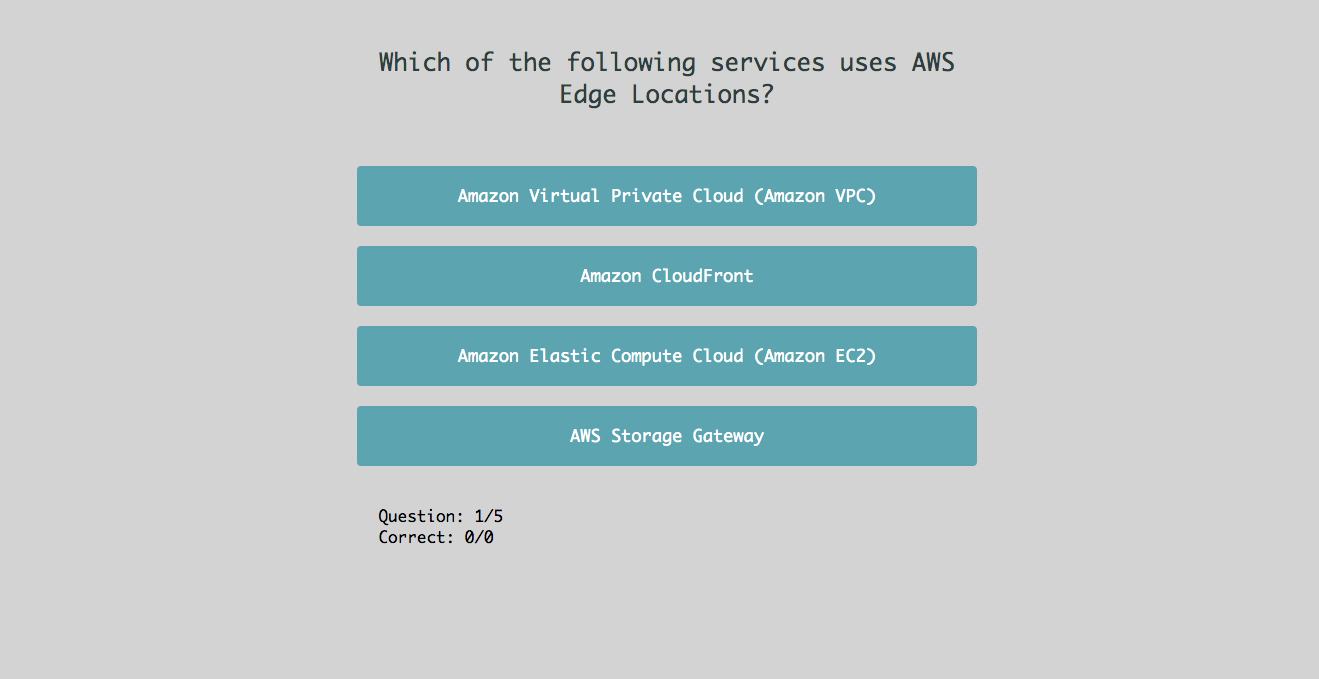 Which of the following services uses AWS
Edge Locations?
Amazon Virtual Private Cloud (Amazon VPC)
Amazon CloudFront
Amazon Elastic Compute Cloud (Amazon EC2)
AWS Storage Gateway
Question: 1/5
Correct: 0/0